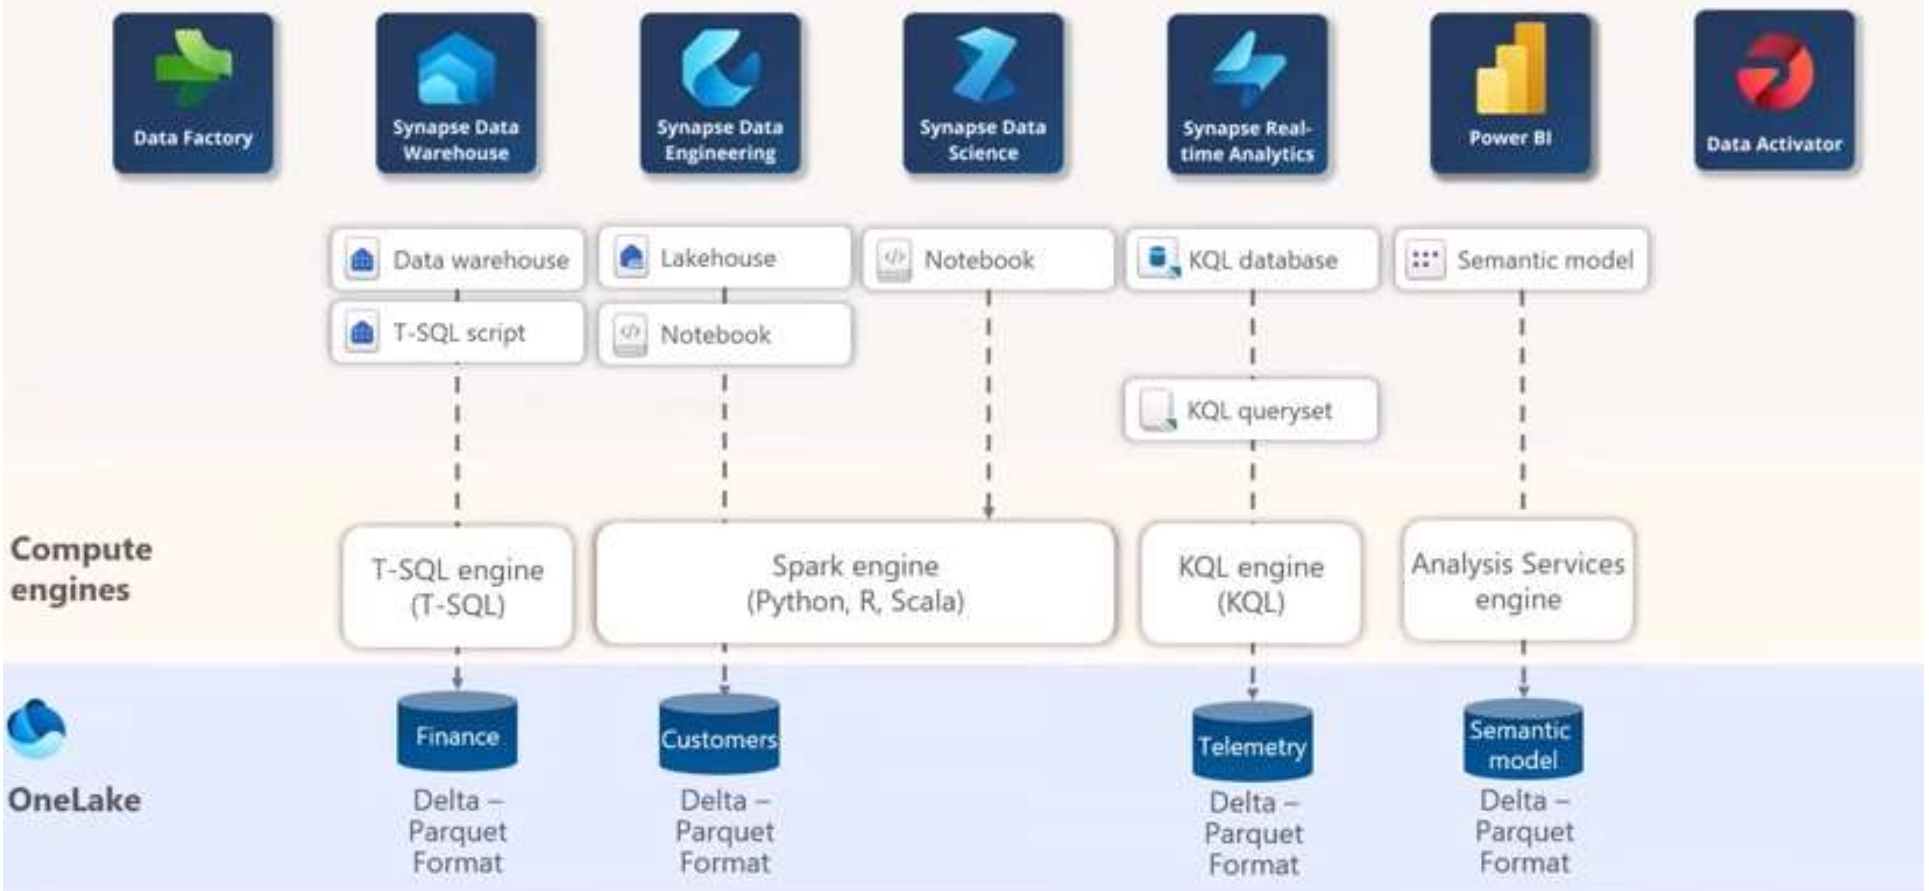 Data Factory
Synapse Data
Warehouse
Synapse Data
Engineering
Synapse Data
Science
Synapse Real-
time Analytics
Power BI
Data Activator
Data warehouse
Lakehouse
Notebook
KQL database
Semantic model
T-SQL script
Notebook
KQL queryset
Compute
engines
T-SQL engine
(T-SQL)
Spark engine
(Python, R, Scala)
KQL engine
(KQL)
Analysis Services
engine
OneLake
Finance
Customers
Telemetry
Semantic
model
Delta –
Parquet
Format
Delta –
Parquet
Format
Delta –
Parquet
Format
Delta –
Parquet
Format